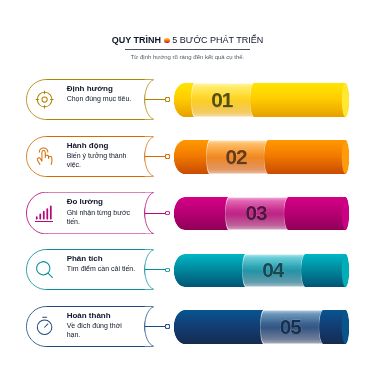 QUY TRÌNH 5 BƯỚC PHÁT TRIỂN
Từ định hướng rõ ràng đến kết quả cụ thể.
Định hướng
Chọn đúng mục tiêu.
01
Hành động
Biến ý tưởng thành
việc.
02
Đo lường
Ghi nhận từng bước
tiến.
03
Phân tích
Tìm điểm cần cải tiến.
04
Hoàn thành
Về đích đúng thời
hạn.
05